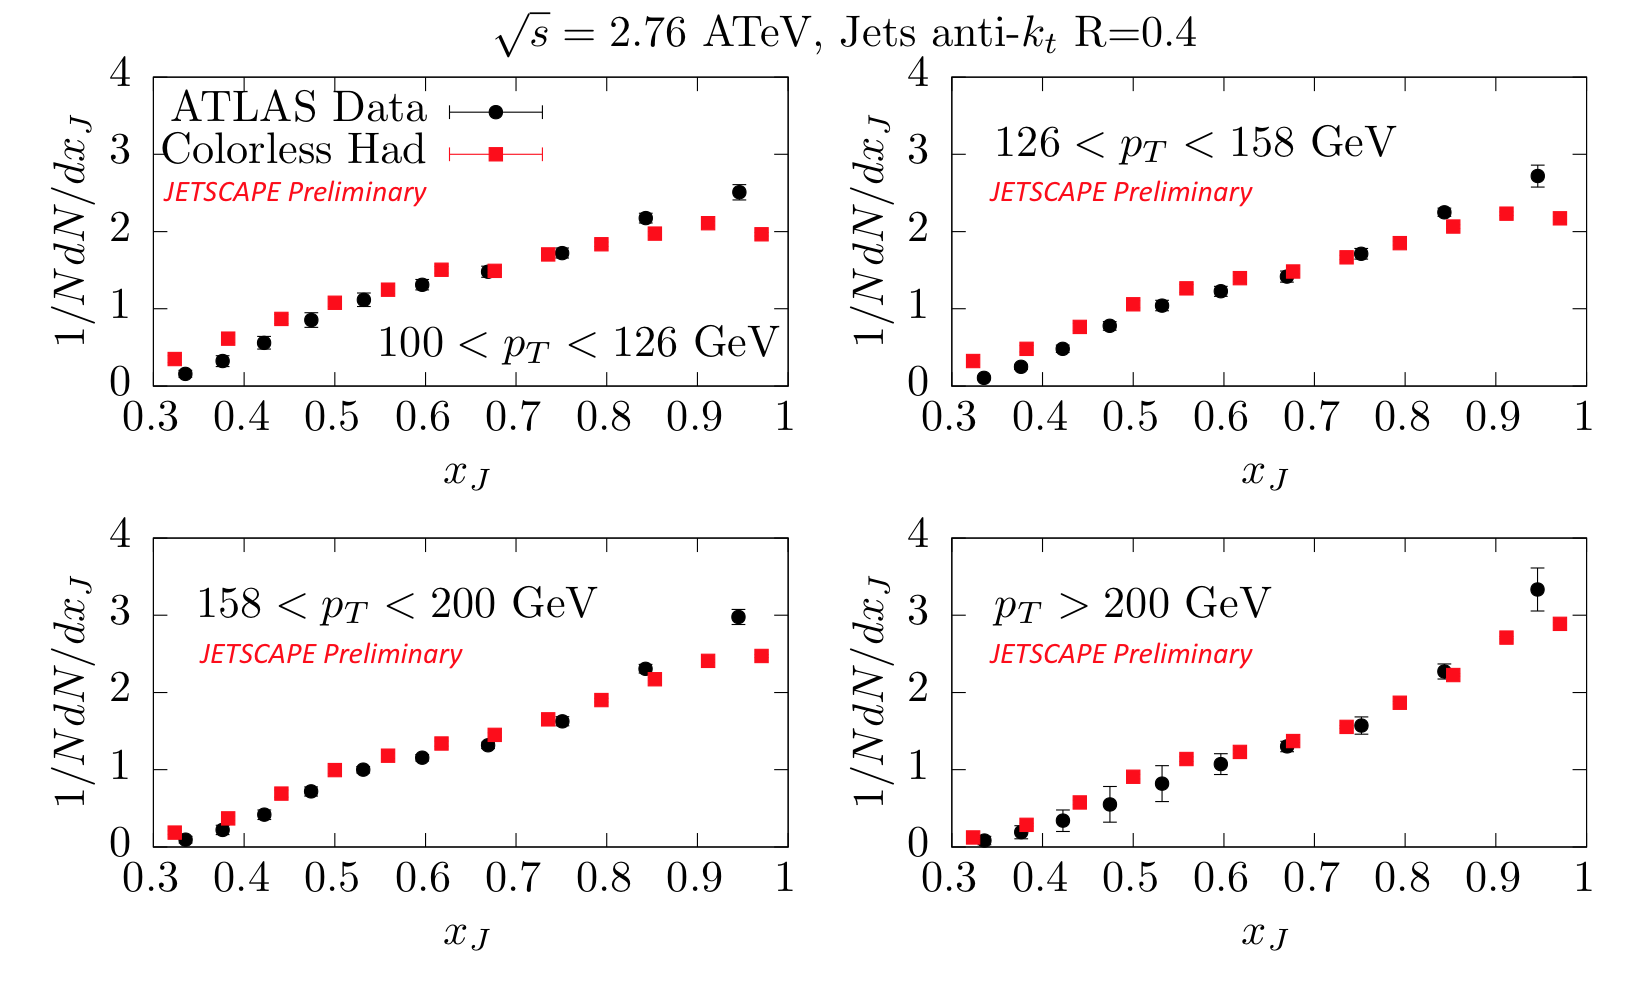 √s = 2.76 ATeV, Jets anti-k_t R=0.4
4
3
2
1
0
1/NdN/dx_J
ATLAS Data
Colorless Had
JETSCAPE Preliminary
100 < p_T < 126 GeV
0.3 0.4 0.5 0.6 0.7 0.8 0.9 1
x_J
4
3
2
1
0
1/NdN/dx_J
126 < p_T < 158 GeV
JETSCAPE Preliminary
0.3 0.4 0.5 0.6 0.7 0.8 0.9 1
x_J
4
3
2
1
0
1/NdN/dx_J
158 < p_T < 200 GeV
JETSCAPE Preliminary
0.3 0.4 0.5 0.6 0.7 0.8 0.9 1
x_J
4
3
2
1
0
1/NdN/dx_J
p_T > 200 GeV
JETSCAPE Preliminary
0.3 0.4 0.5 0.6 0.7 0.8 0.9 1
x_J